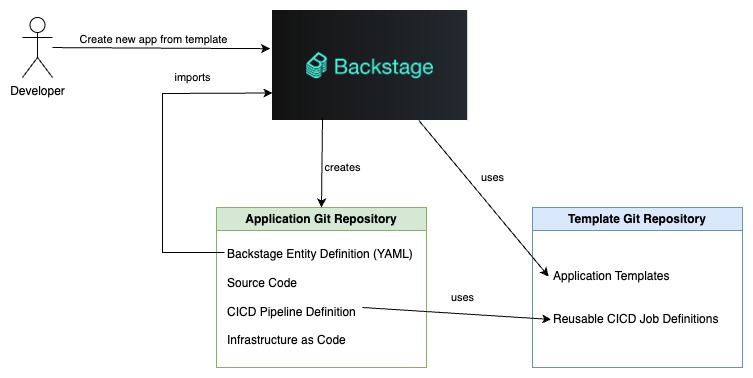 Create new app from template
Developer
Backstage
imports
creates
uses
Application Git Repository
Backstage Entity Definition (YAML)
Source Code
CICD Pipeline Definition
Infrastructure as Code
uses
Template Git Repository
Application Templates
Reusable CICD Job Definitions